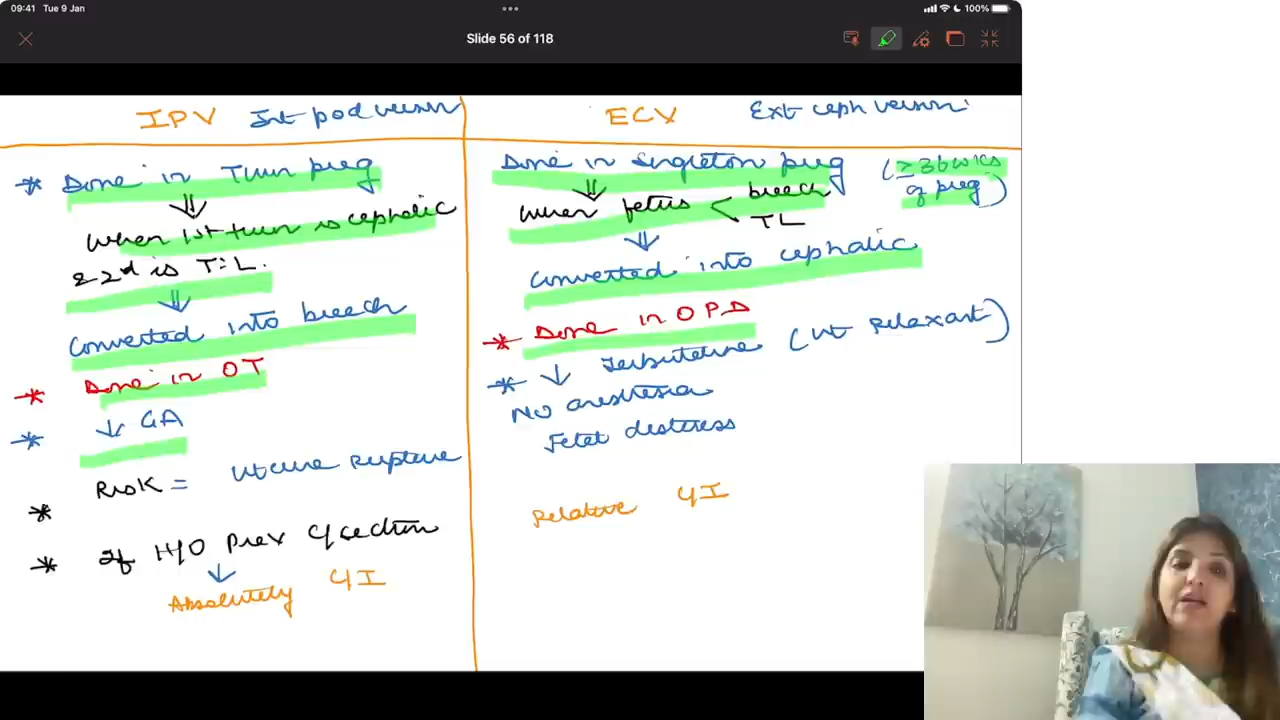 09:41 Tue 9 Jan
100%
Slide 56 of 118
IPV Int pod version
* Done in Twin preg
⇓
When 1st twin is cephalic
& 2nd is T:L.
⇓
Converted into breech
* Done in OT
* ↓ GA
* Risk = Uterine Rupture
* If H/O Prev C/section
↓
Absolutely C/I
ECV Ext ceph version
Done in Singleton preg (≥36 wks of preg)
⇓
When fetus < breech
TL
⇓
Converted into cephalic
* Done in OPD
* ↓ Terbutaline (Ut Relaxant)
No anesthesia
Fetal distress
Relative C/I